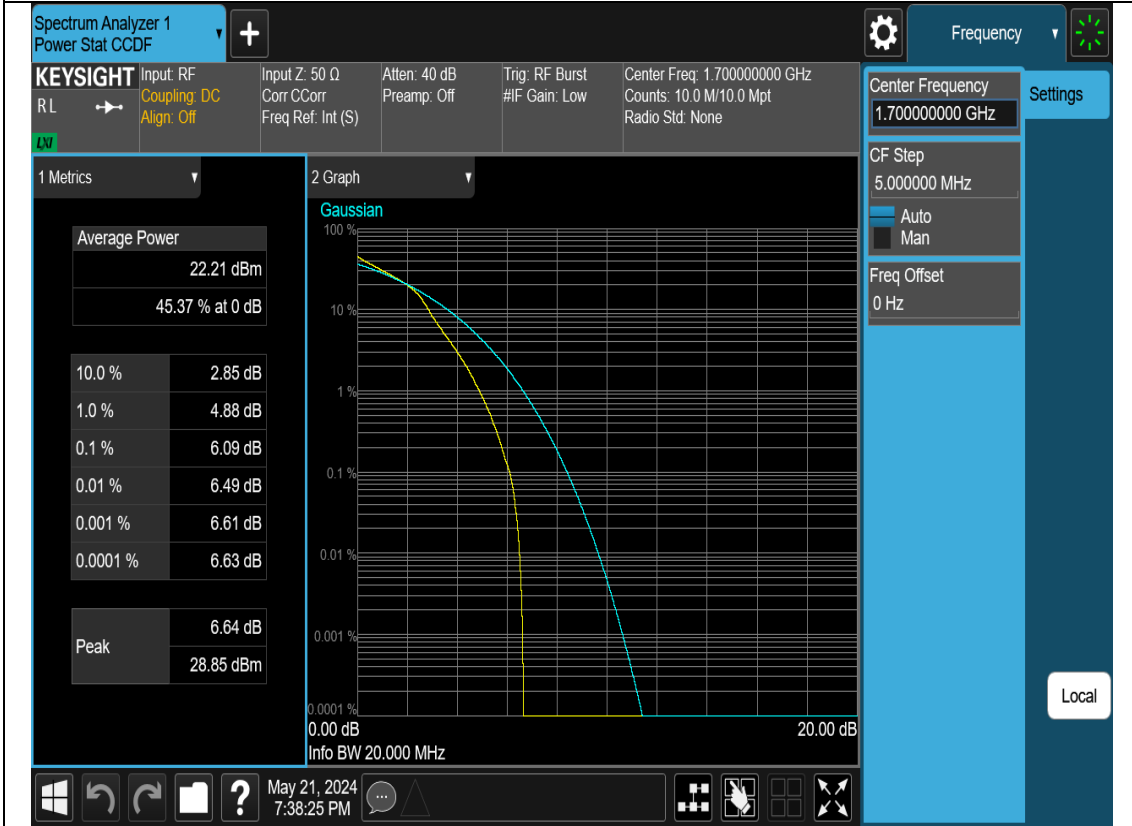 Spectrum Analyzer 1
Power Stat CCDF
Frequency
KEYSIGHT
RL
LXI
Input: RF
Coupling: DC
Align: Off
Input Z: 50 Ω
Corr CCorr
Freq Ref: Int (S)
Atten: 40 dB
Preamp: Off
Trig: RF Burst
#IF Gain: Low
Center Freq: 1.700000000 GHz
Counts: 10.0 M/10.0 Mpt
Radio Std: None
Center Frequency
1.700000000 GHz
Settings
CF Step
5.000000 MHz
Auto
Man
Freq Offset
0 Hz
Local
1 Metrics
Average Power
22.21 dBm
45.37 % at 0 dB
10.0 % 2.85 dB
1.0 % 4.88 dB
0.1 % 6.09 dB
0.01 % 6.49 dB
0.001 % 6.61 dB
0.0001 % 6.63 dB
Peak
6.64 dB
28.85 dBm
2 Graph
Gaussian
100 %
10 %
1 %
0.1 %
0.01 %
0.001 %
0.0001 %
0.00 dB 20.00 dB
Info BW 20.000 MHz
?
May 21, 2024
7:38:25 PM